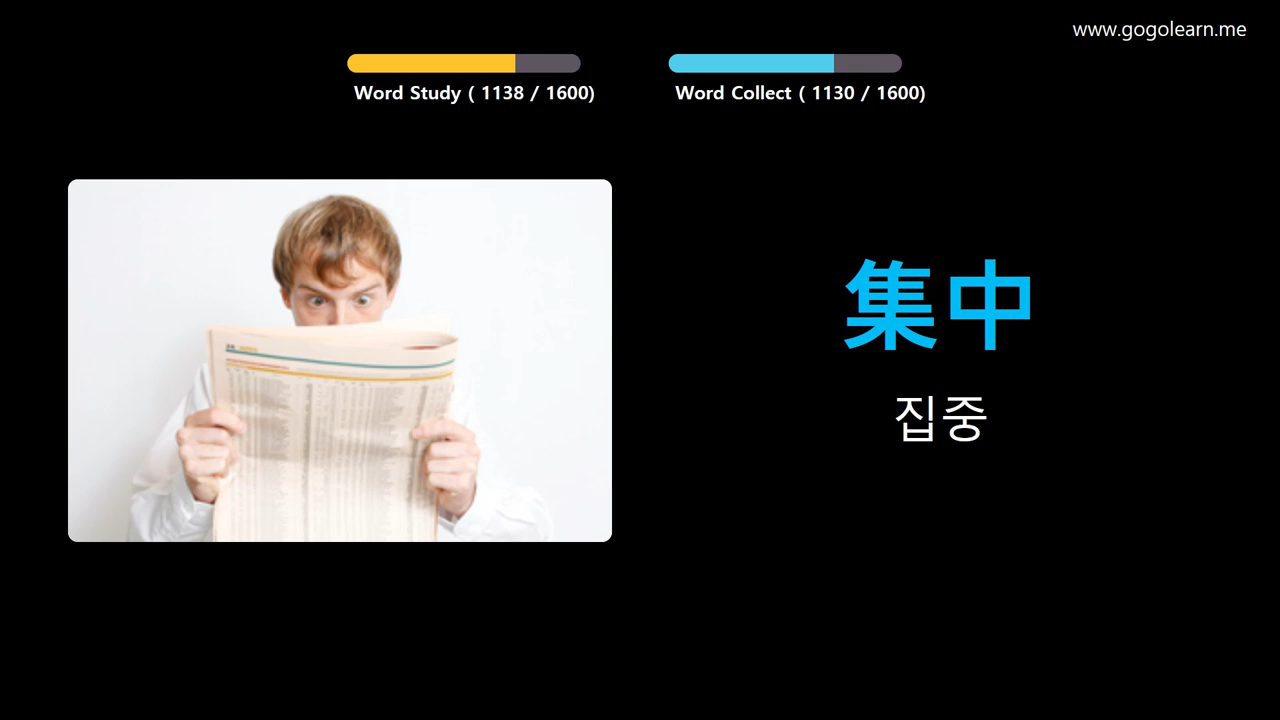 www.gogolearn.me
Word Study ( 1138 / 1600)
Word Collect ( 1130 / 1600)
集中
집중